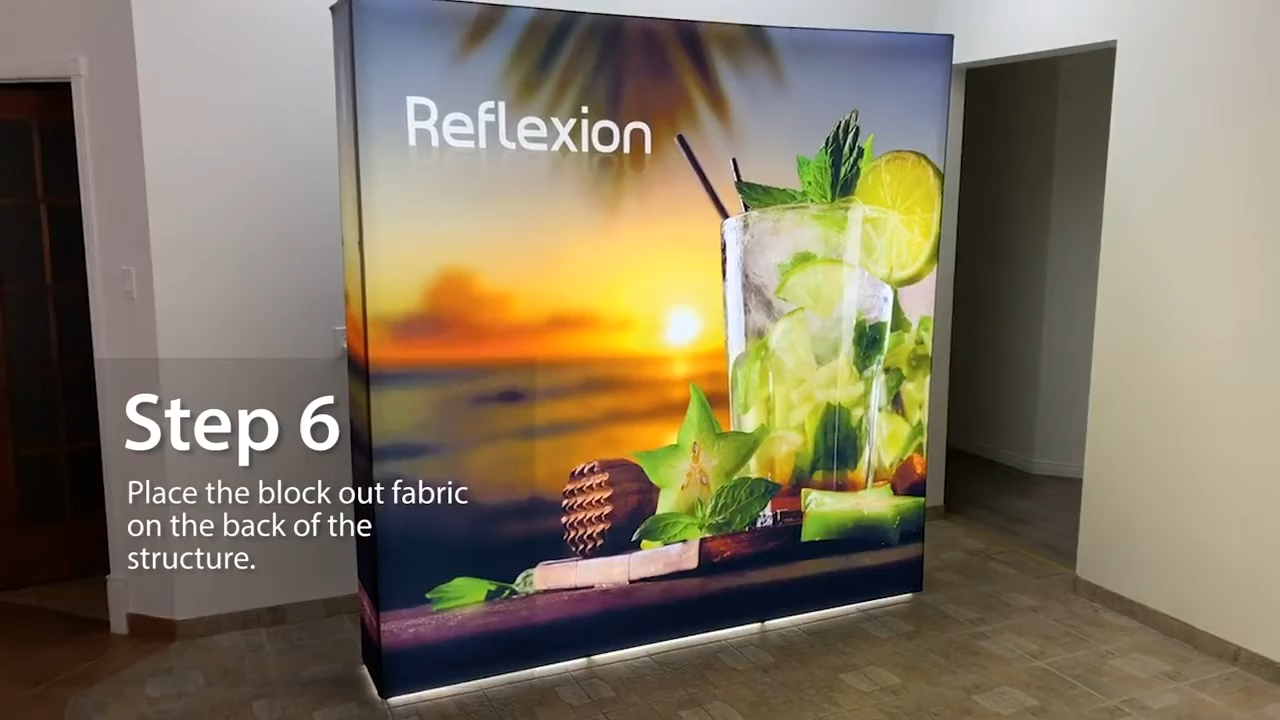 Reflexion
Step 6
Place the block out fabric
on the back of the
structure.